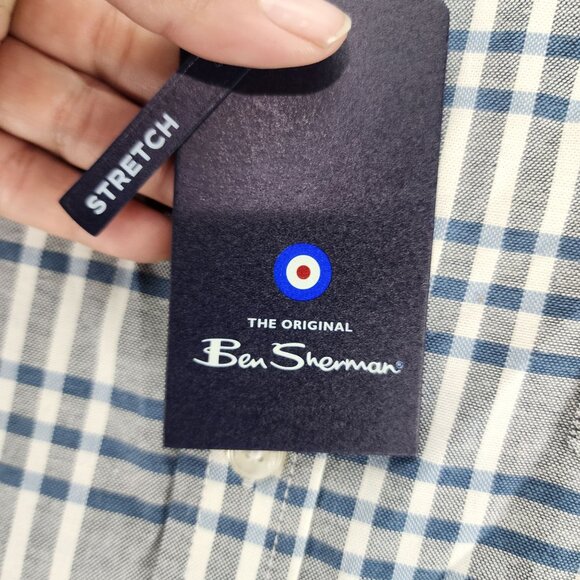 STRETCH
THE ORIGINAL
Ben Sherman®